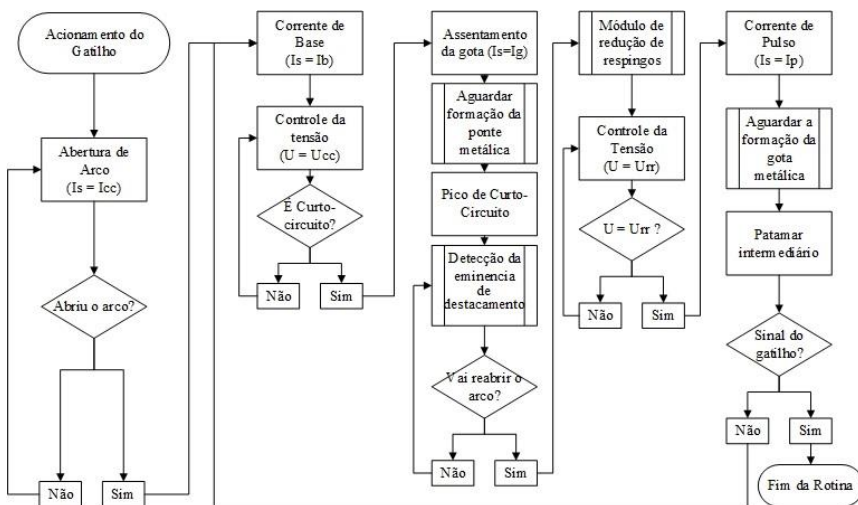 Acionamento do
Gatilho
Abertura de
Arco
(Is = Icc)
Abriu o arco?
Não
Sim
Corrente de
Base
(Is = Ib)
Controle da
tensão
(U = Ucc)
É Curto-
circuito?
Não
Sim
Assentamento
da gota (Is=Ig)
Aguardar
formação da
ponte
metálica
Pico de Curto-
Circuito
Detecção da
eminencia
de
destacamento
Vai reabrir o
arco?
Não
Sim
Módulo de
redução de
respingos
Controle da
Tensão
(U = Urr)
U = Urr ?
Não
Sim
Corrente de
Pulso
(Is = Ip)
Aguardar a
formação da
gota
metálica
Patamar
intermediário
Sinal do
gatilho?
Não
Sim
Fim da Rotina